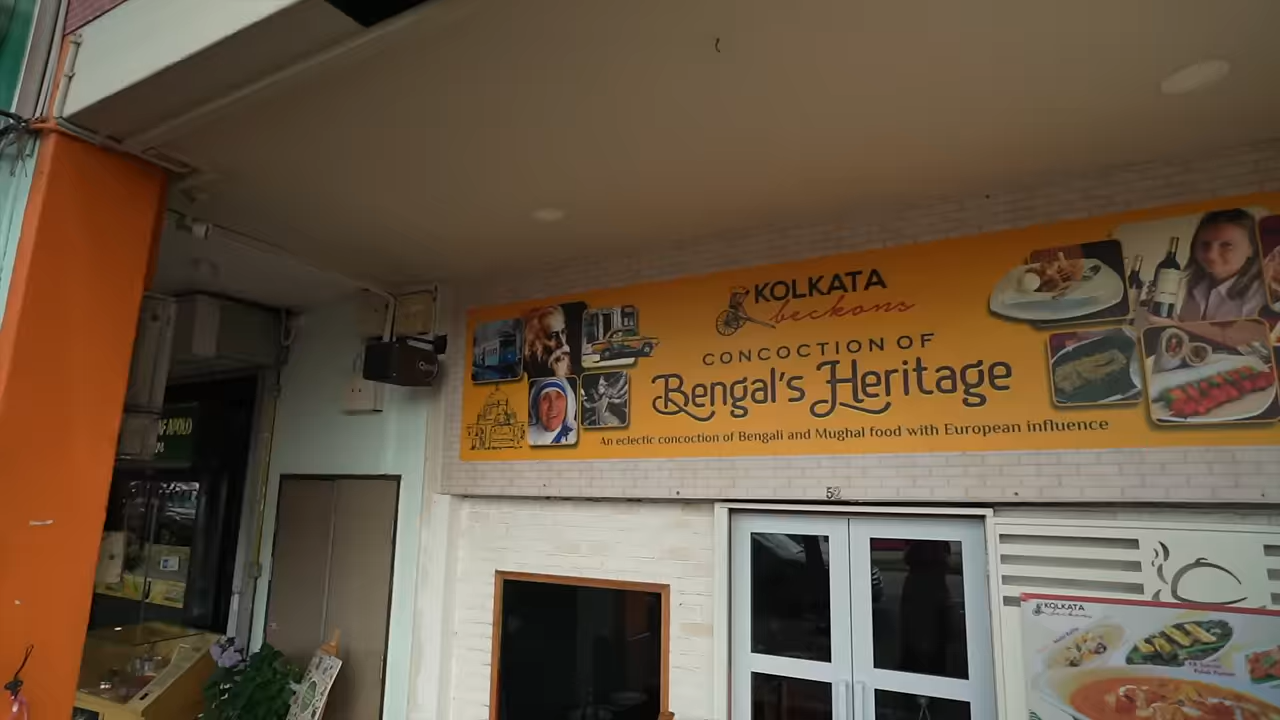 KOLKATA
beckons
CONCOCTION OF
Bengal's Heritage
An eclectic concoction of Bengali and Mughal food with European influence
52
KOLKATA
beckons